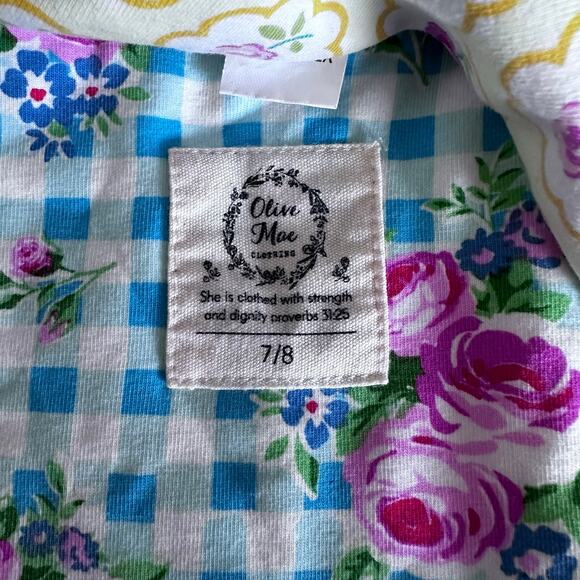 Olive
Mae
CLOTHING
She is clothed with strength
and dignity proverbs 31:25
7/8